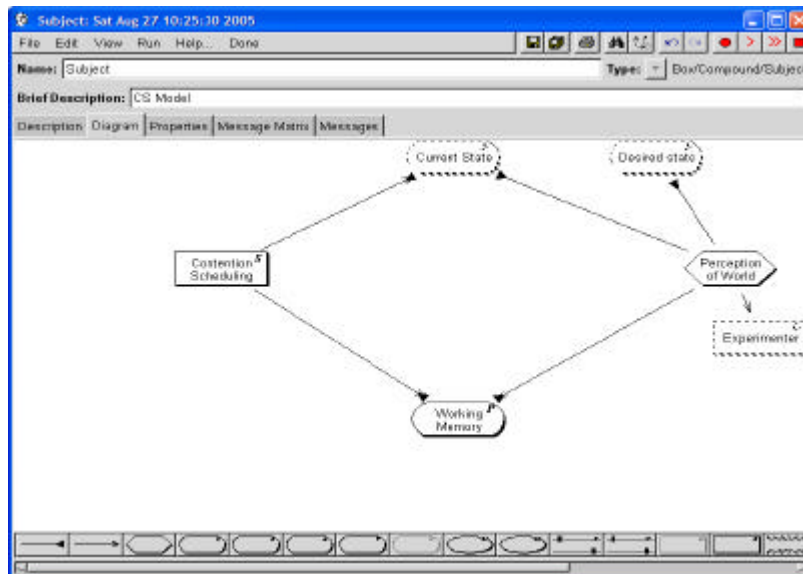 Subject: Sat Aug 27 10:25:30 2005
File Edit View Run Help... Done
Name: Subject
Type: Box/Compound/Subject
Brief Description: CS Model
Description Diagram Properties Message Matrix Messages
Current State
Desired state
Contention S
Scheduling
Perception
of World
Experimenter
Working P
Memory